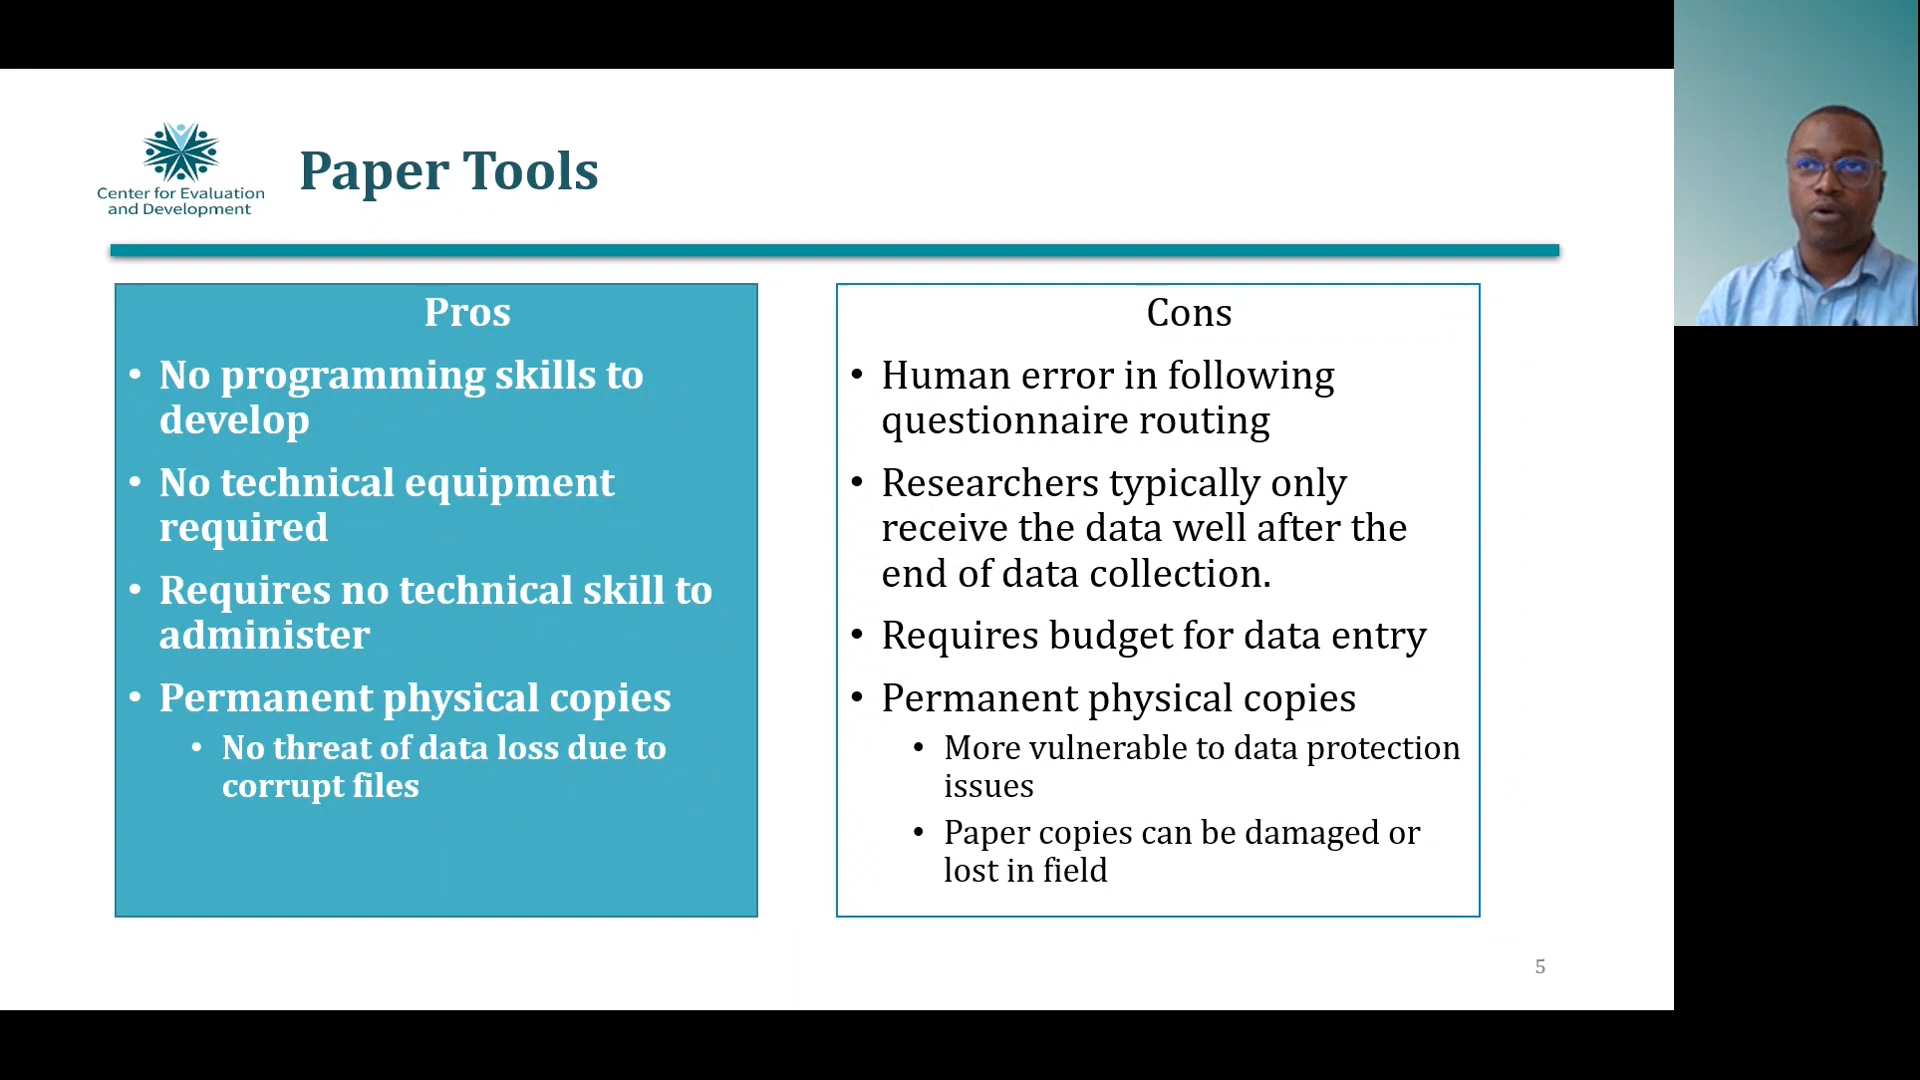 Center for Evaluation
and Development
Paper Tools
Pros
• No programming skills to
develop
• No technical equipment
required
• Requires no technical skill to
administer
• Permanent physical copies
• No threat of data loss due to
corrupt files
Cons
• Human error in following
questionnaire routing
• Researchers typically only
receive the data well after the
end of data collection.
• Requires budget for data entry
• Permanent physical copies
• More vulnerable to data protection
issues
• Paper copies can be damaged or
lost in field
5